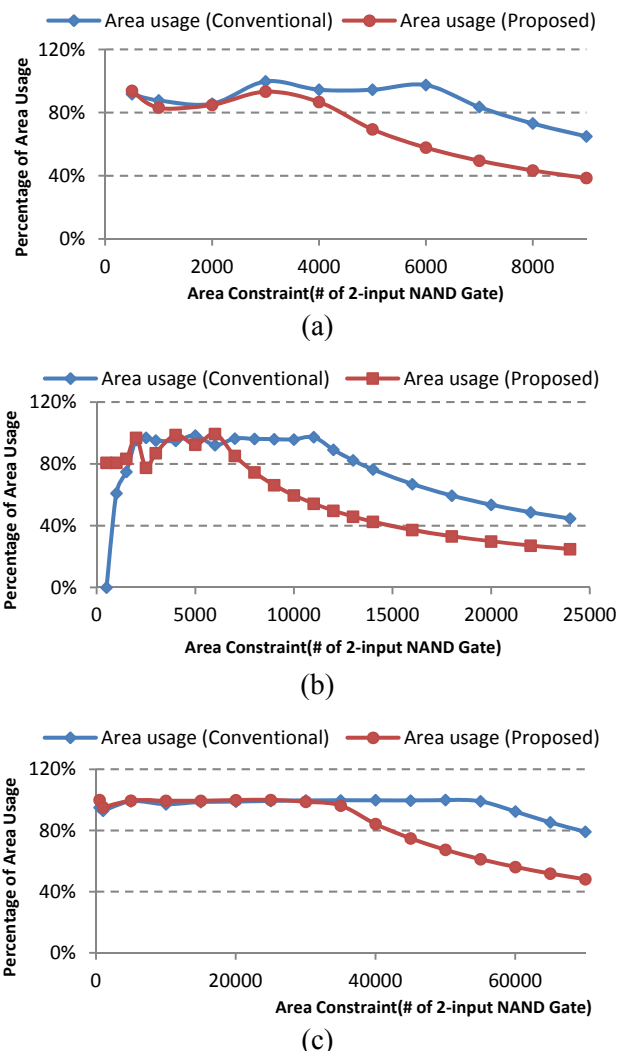 Area usage (Conventional) Area usage (Proposed)
120%
80%
40%
0%
Percentage of Area Usage
0 2000 4000 6000 8000
Area Constraint(# of 2-input NAND Gate)
(a)
Area usage (Conventional) Area usage (Proposed)
120%
80%
40%
0%
Percentage of Area Usage
0 5000 10000 15000 20000 25000
Area Constraint(# of 2-input NAND Gate)
(b)
Area usage (Conventional) Area usage (Proposed)
120%
80%
40%
0%
Percentage of Area Usage
0 20000 40000 60000
Area Constraint(# of 2-input NAND Gate)
(c)